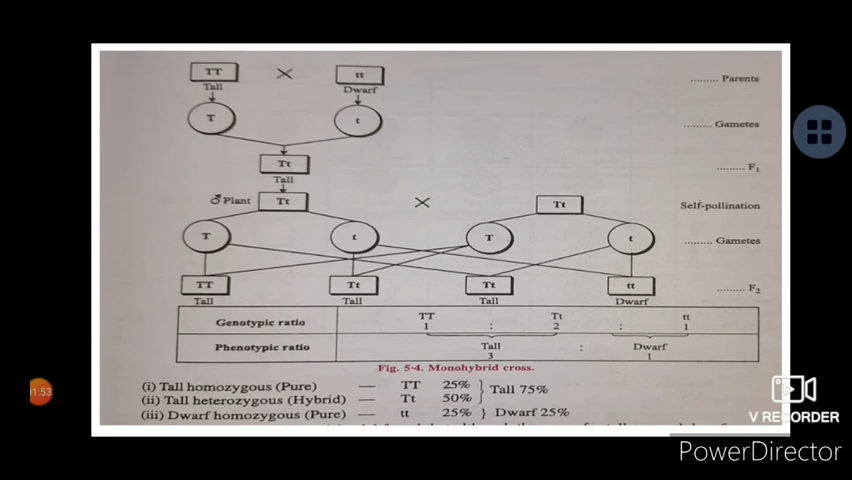 TT × tt ........ Parents
Tall Dwarf
T t ........ Gametes
Tt ......... F1
Tall
♂ Plant Tt × Tt Self-pollination
T t T t ........ Gametes
TT Tt Tt tt ......... F2
Tall Tall Tall Dwarf
Genotypic ratio TT Tt tt
1 : 2 : 1
Phenotypic ratio Tall : Dwarf
3 1
Fig. 5·4. Monohybrid cross.
(i) Tall homozygous (Pure) — TT 25%
(ii) Tall heterozygous (Hybrid) — Tt 50% } Tall 75%
(iii) Dwarf homozygous (Pure) — tt 25% } Dwarf 25%
01:53
V RECORDER
PowerDirector